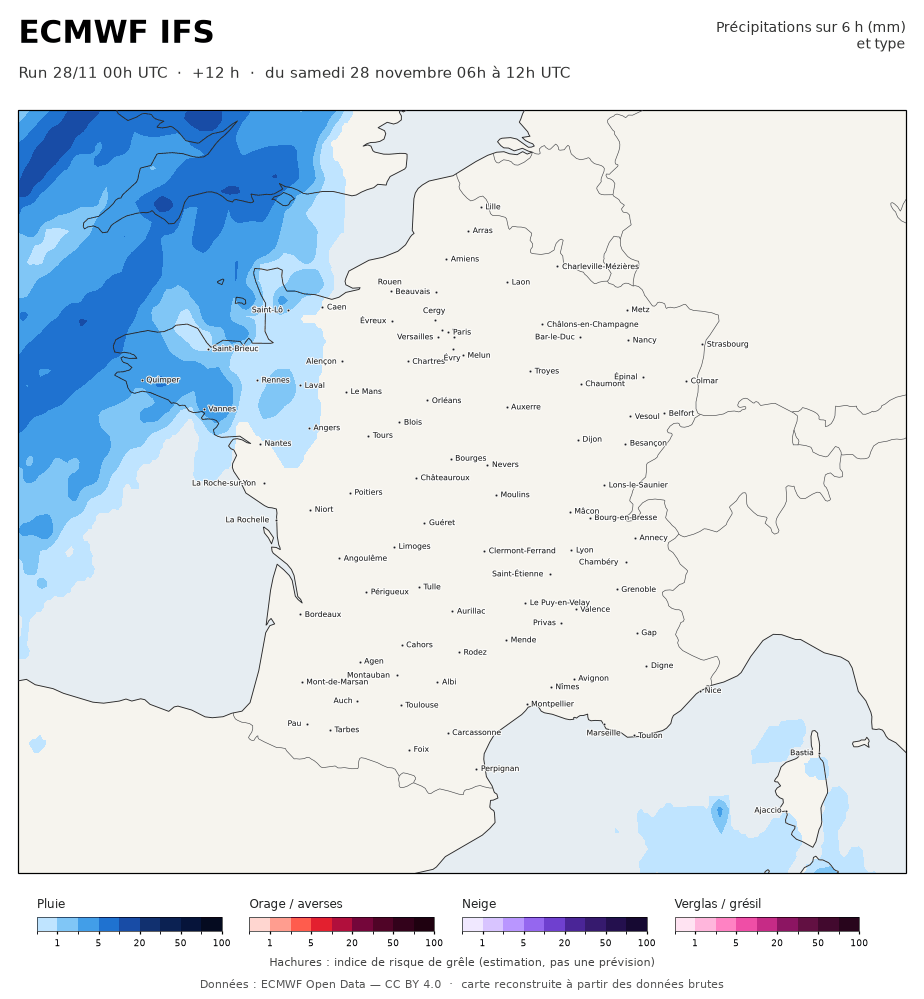 ECMWF IFS
Précipitations sur 6 h (mm)
et type
Run 28/11 00h UTC · +12 h · du samedi 28 novembre 06h à 12h UTC
Lille
Arras
Amiens
Charleville-Mézières
Rouen
Beauvais
Laon
Saint-Lô
Caen
Cergy
Metz
Évreux
Châlons-en-Champagne
Versailles
Paris
Bar-le-Duc
Nancy
Strasbourg
Saint-Brieuc
Alençon
Chartres
Évry
Melun
Quimper
Rennes
Laval
Troyes
Chaumont
Épinal
Colmar
Le Mans
Orléans
Auxerre
Vannes
Vesoul
Belfort
Angers
Blois
Tours
Nantes
Dijon
Besançon
Bourges
Nevers
La Roche-sur-Yon
Châteauroux
Lons-le-Saunier
Poitiers
Moulins
Niort
Mâcon
La Rochelle
Guéret
Bourg-en-Bresse
Annecy
Limoges
Clermont-Ferrand
Lyon
Angoulême
Chambéry
Saint-Étienne
Périgueux
Tulle
Grenoble
Bordeaux
Aurillac
Le Puy-en-Velay
Valence
Privas
Cahors
Mende
Gap
Rodez
Agen
Digne
Montauban
Mont-de-Marsan
Albi
Avignon
Nîmes
Nice
Auch
Toulouse
Montpellier
Pau
Tarbes
Carcassonne
Marseille
Toulon
Foix
Bastia
Perpignan
Ajaccio
Pluie
1 5 20 50 100
Orage / averses
1 5 20 50 100
Neige
1 5 20 50 100
Verglas / grésil
1 5 20 50 100
Hachures : indice de risque de grêle (estimation, pas une prévision)
Données : ECMWF Open Data — CC BY 4.0 · carte reconstruite à partir des données brutes